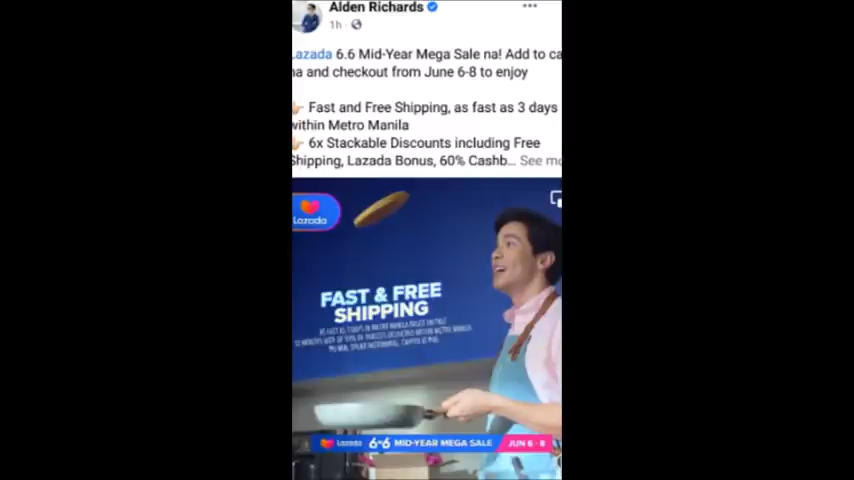 Alden Richards
1h
Lazada 6.6 Mid-Year Mega Sale na! Add to ca
na and checkout from June 6-8 to enjoy
Fast and Free Shipping, as fast as 3 days
within Metro Manila
6x Stackable Discounts including Free
Shipping, Lazada Bonus, 60% Cashb... See mo
Lazada
FAST & FREE
SHIPPING
Lazada 6•6 MID-YEAR MEGA SALE JUN 6 - 8